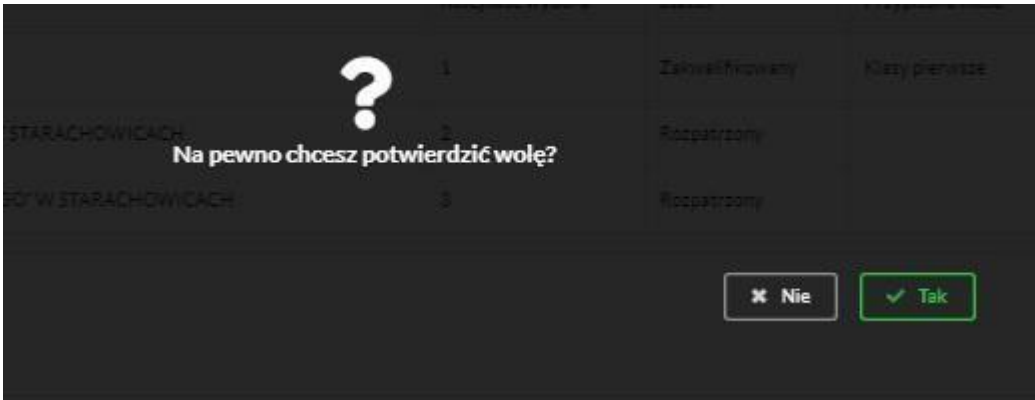 1 Zakwalifikowany Klasy pierwsze
STARACHOWICACH 2 Rozpatrzony
Na pewno chcesz potwierdzić wolę?
W STARACHOWICACH 3 Rozpatrzony
✖ Nie ✔ Tak